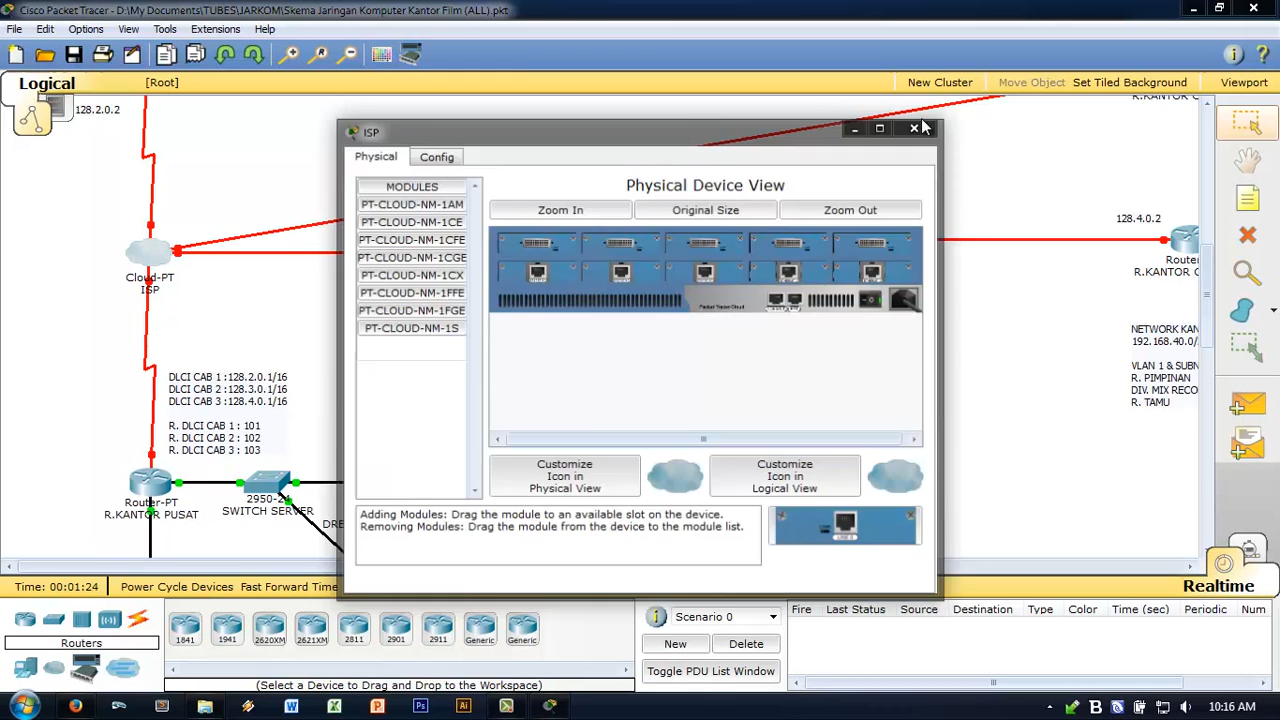 Cisco Packet Tracer - D:\My Documents\TUBES\JARKOM\Skema Jaringan Komputer Kantor Film (ALL).pkt
File Edit Options View Tools Extensions Help
Logical
[Root]
New Cluster
Move Object
Set Tiled Background
Viewport
128.2.0.2
R.KANTOR
ISP
Physical
Config
MODULES
PT-CLOUD-NM-1AM
PT-CLOUD-NM-1CE
PT-CLOUD-NM-1CFE
PT-CLOUD-NM-1CGE
PT-CLOUD-NM-1CX
PT-CLOUD-NM-1FFE
PT-CLOUD-NM-1FGE
PT-CLOUD-NM-1S
Physical Device View
Zoom In
Original Size
Zoom Out
Packet Tracer Cloud
Customize
Icon in
Physical View
Customize
Icon in
Logical View
Adding Modules: Drag the module to an available slot on the device.
Removing Modules: Drag the module from the device to the module list.
Cloud-PT
ISP
128.4.0.2
Router
R.KANTOR
DLCI CAB 1 :128.2.0.1/16
DLCI CAB 2 :128.3.0.1/16
DLCI CAB 3 :128.4.0.1/16
R. DLCI CAB 1 : 101
R. DLCI CAB 2 : 102
R. DLCI CAB 3 : 103
NETWORK KAN
192.168.40.0/
VLAN 1 & SUBN
R. PIMPINAN
DIV. MIX RECO
R. TAMU
Router-PT
R.KANTOR PUSAT
2950-24
SWITCH SERVER
Time: 00:01:24
Power Cycle Devices
Fast Forward Time
Realtime
Routers
1841
1941
2620XM
2621XM
2811
2901
2911
Generic
Generic
(Select a Device to Drag and Drop to the Workspace)
Scenario 0
New
Delete
Toggle PDU List Window
Fire
Last Status
Source
Destination
Type
Color
Time (sec)
Periodic
Num
10:16 AM